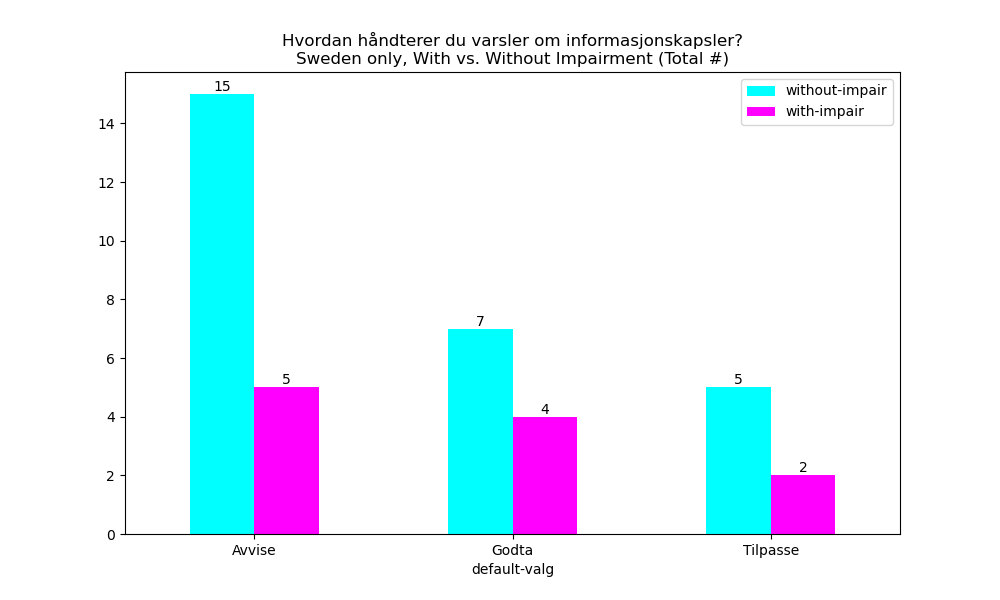 Hvordan håndterer du varsler om informasjonskapsler?
Sweden only, With vs. Without Impairment (Total #)
without-impair
with-impair
15
5
7
4
5
2
14
12
10
8
6
4
2
0
Avvise
Godta
Tilpasse
default-valg